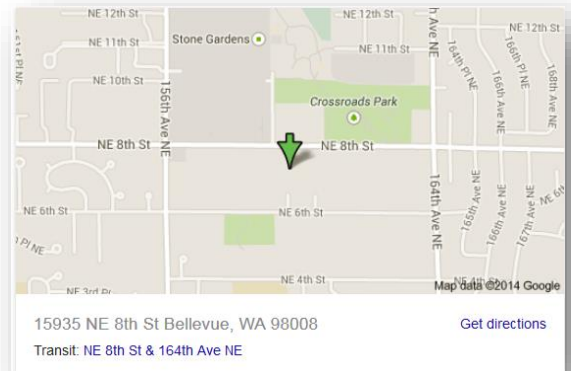 NE 12th St
NE 12th St
NE 12th St
NE 11th St
Stone Gardens
NE 11th St
NE 10th St
156th Ave NE
164th Pl NE
166th Pl NE
166th Ave NE
168th Ave NE
Crossroads Park
NE 8th St
NE 8th St
164th Ave NE
165th Ave NE
166th Ave NE
167th Ave NE
NE 6th St
NE 6th St
NE 4th St
Map data ©2014 Google
15935 NE 8th St Bellevue, WA 98008
Get directions
Transit: NE 8th St & 164th Ave NE